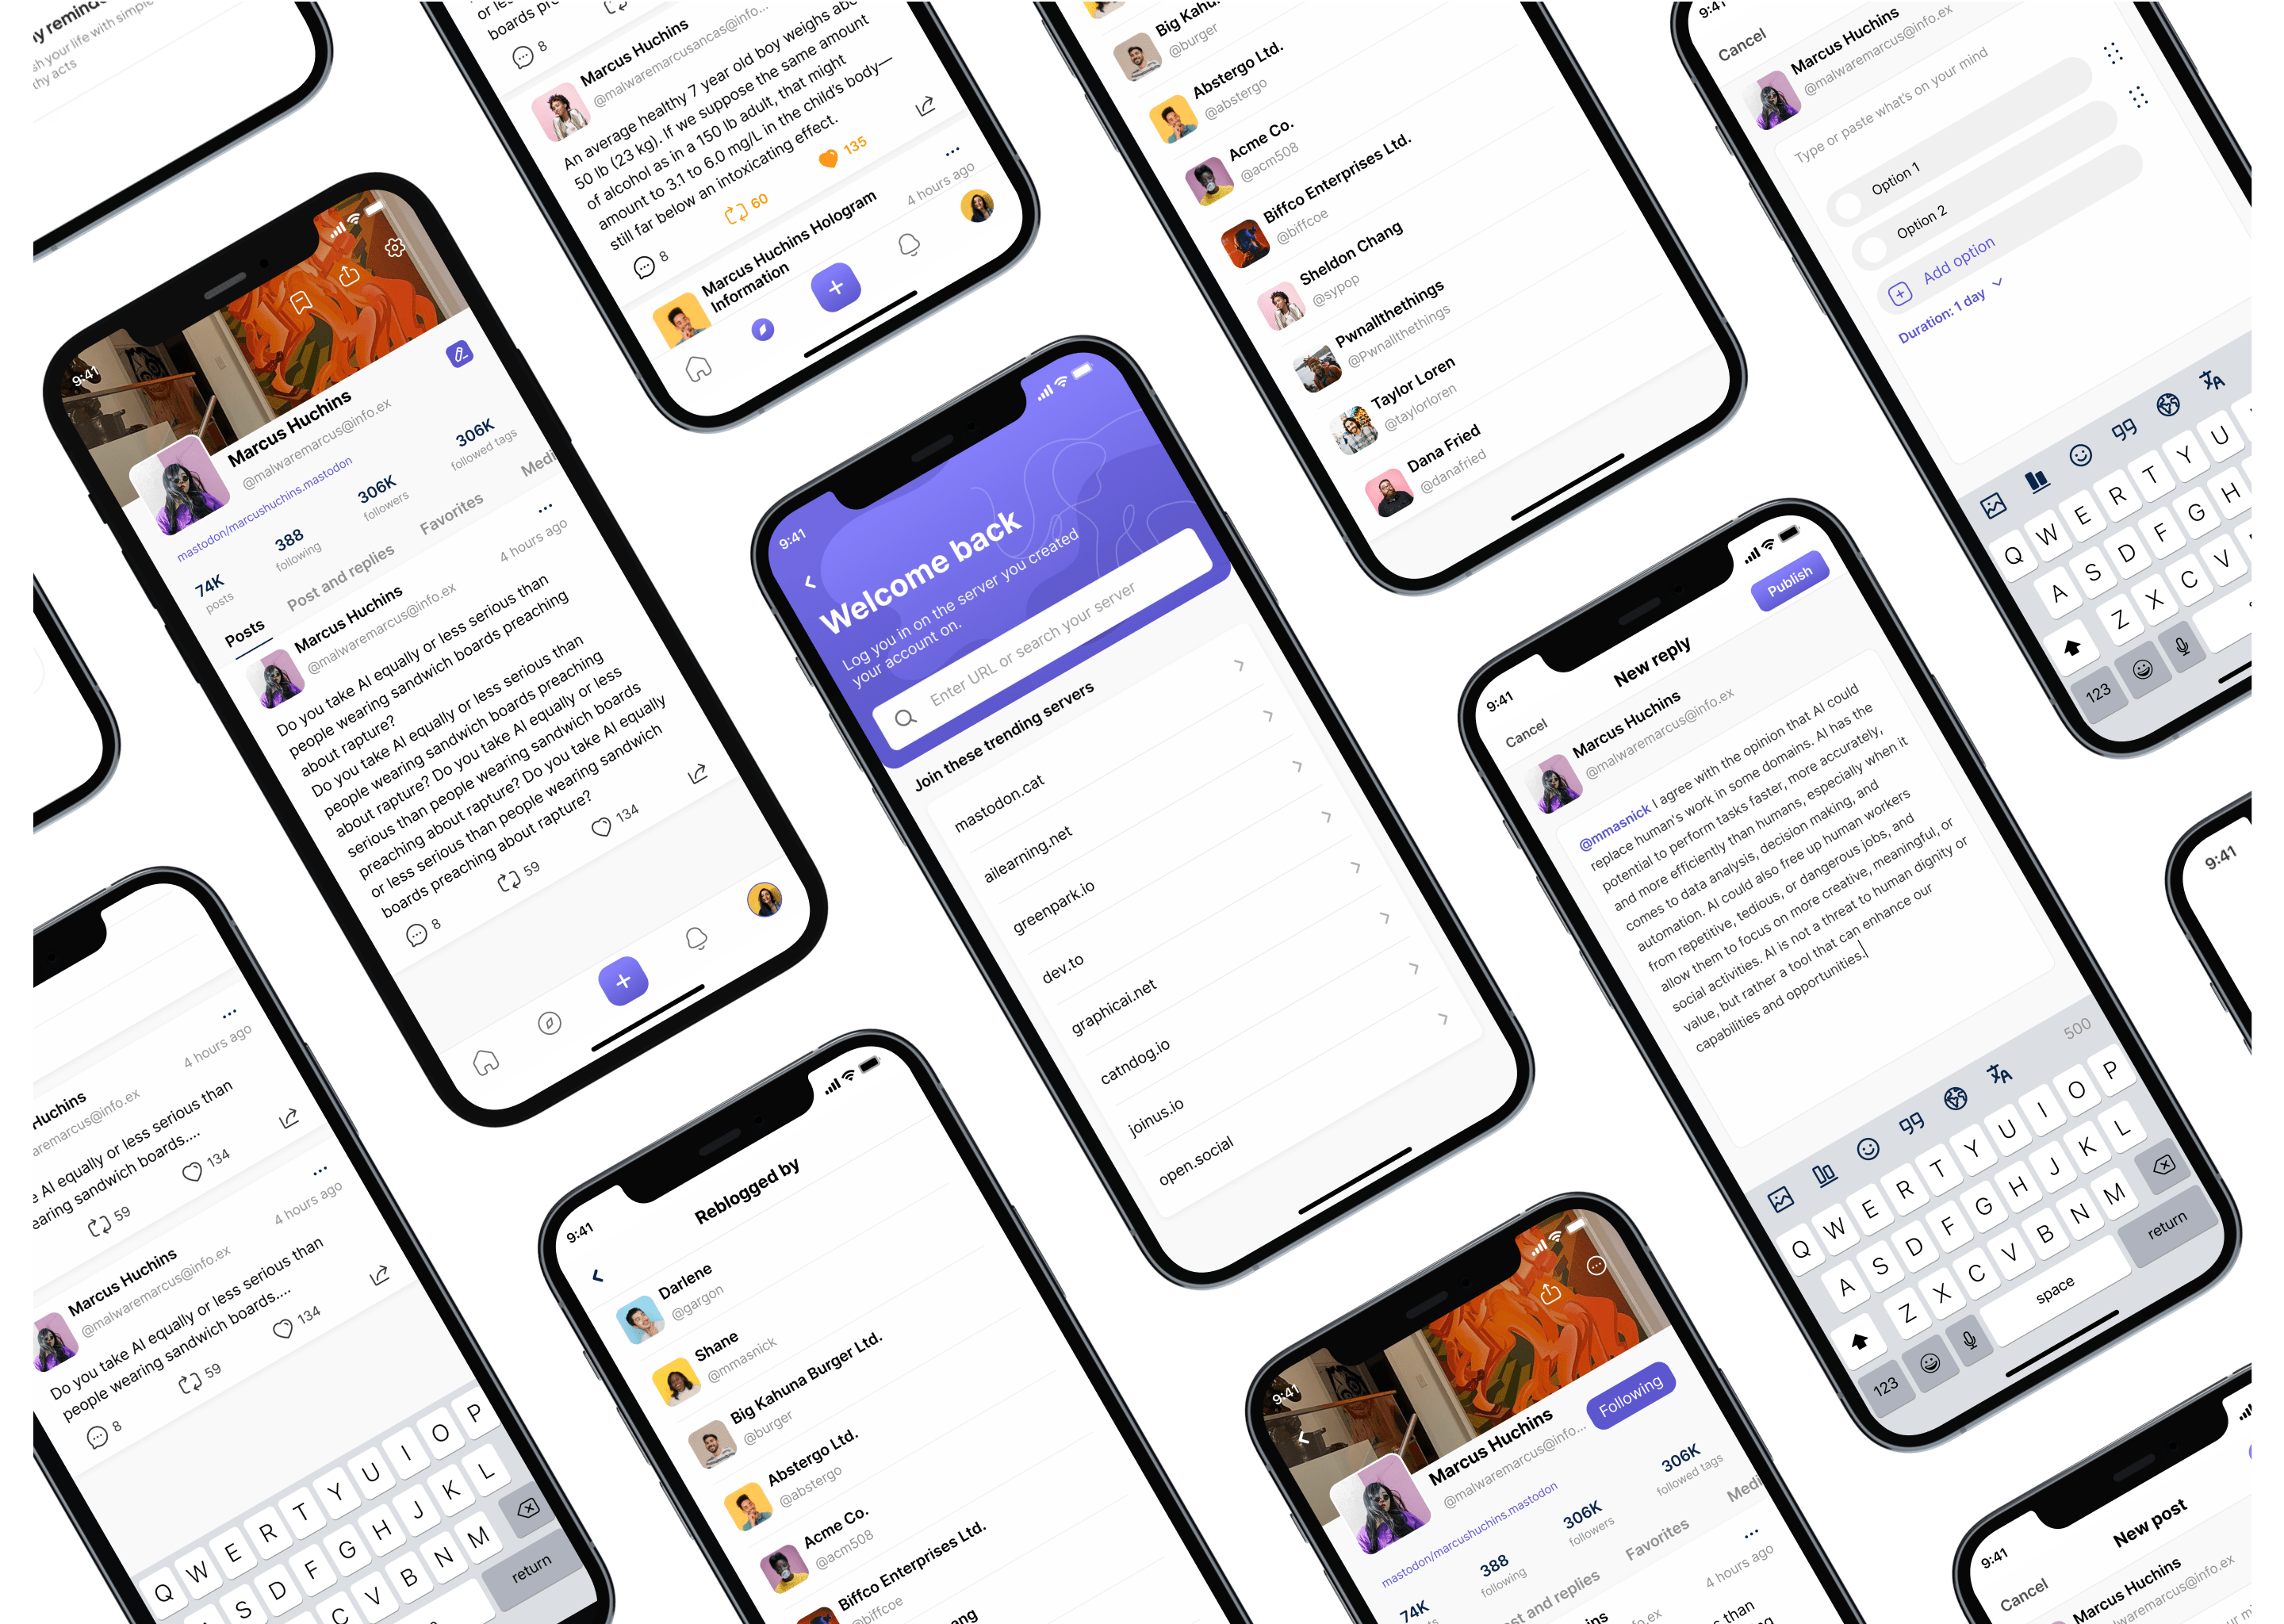 your life with simple
acts
8
Marcus Huchins
@malwaremarcusancas@info...
An average healthy 7 year old boy weighs
50 lb (23 kg). If we suppose the same amount
of alcohol as in a 150 lb adult, that might
amount to 3.1 to 6.0 mg/L in the child's body—
still far below an intoxicating effect.
8
60
135
Marcus Huchins Hologram
Information
4 hours ago
Big
@burger
Abstergo Ltd.
@abstergo
Acme Co.
@acm508
Biffco Enterprises Ltd.
@biffcoe
Sheldon Chang
@sypop
Pwnallthethings
@Pwnallthethings
Taylor Loren
@taylorloren
Dana Fried
@danafried
9:41
Cancel
Marcus Huchins
@malwaremarcus@info.ex
Type or paste what's on your mind
Option 1
Option 2
Add option
Duration: 1 day
Q W E R T Y U
A S D F G H
Z X C V
123
9:41
Marcus Huchins
@malwaremarcus@info.ex
mastodon/marcushuchins.mastodon
74K
posts
388
following
306K
followers
306K
followed tags
Posts
Post and replies
Favorites
Medi
Marcus Huchins
@malwaremarcus@info.ex
4 hours ago
Do you take AI equally or less serious than
people wearing sandwich boards preaching
about rapture?
Do you take AI equally or less serious than
people wearing sandwich boards preaching
about rapture? Do you take AI equally or less
serious than people wearing sandwich boards
preaching about rapture? Do you take AI equally
or less serious than people wearing sandwich
boards preaching about rapture?
8
59
134
9:41
Welcome back
Log you in on the server you created
your account on.
Enter URL or search your server
Join these trending servers
mastodon.cat
ailearning.net
greenpark.io
dev.to
graphicai.net
catndog.io
joinus.io
open.social
9:41
Cancel
New reply
Publish
Marcus Huchins
@malwaremarcus@info.ex
@mmasnick I agree with the opinion that AI could
replace human's work in some domains. AI has the
potential to perform tasks faster, more accurately,
and more efficiently than humans, especially when it
comes to data analysis, decision making, and
automation. AI could also free up human workers
from repetitive, tedious, or dangerous jobs, and
allow them to focus on more creative, meaningful, or
social activities. AI is not a threat to human dignity or
value, but rather a tool that can enhance our
capabilities and opportunities.
500
Q W E R T Y U I O P
A S D F G H J K L
Z X C V B N M
123
space
return
9:41
Huchins
4 hours ago
AI equally or less serious than
sandwich boards....
59
134
Marcus Huchins
@malwaremarcus@info.ex
4 hours ago
Do you take AI equally or less serious than
people wearing sandwich boards....
8
59
134
Q W E R T Y U I O P
S D F G H J K L
C V B N M
return
9:41
Reblogged by
Darlene
@gargon
Shane
@mmasnick
Big Kahuna Burger Ltd.
@burger
Abstergo Ltd.
@abstergo
Acme Co.
@acm508
Biffco Enterprises Ltd.
9:41
Marcus Huchins
@malwaremarcus@info...
Following
mastodon/marcushuchins.mastodon
74K
388
following
306K
followers
306K
followed tags
and replies
Favorites
Medi
4 hours ago
than
9:41
Cancel
New post
Marcus Huchins